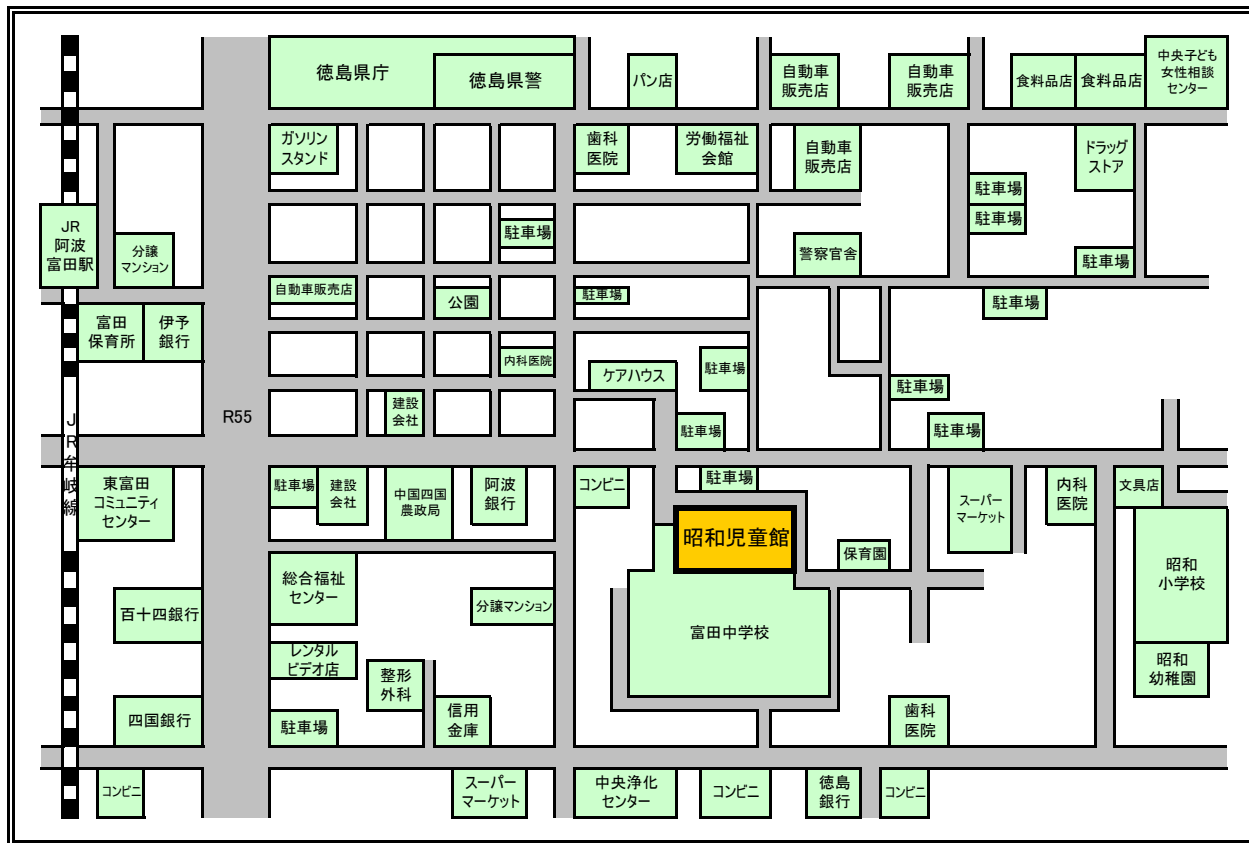 徳島県庁
徳島県警
パン店
自動車
販売店
自動車
販売店
食料品店
食料品店
中央子ども
女性相談
センター
ガソリン
スタンド
歯科
医院
労働福祉
会館
自動車
販売店
ドラッグ
ストア
駐車場
駐車場
JR
阿波
富田駅
分譲
マンション
駐車場
警察官舎
駐車場
自動車販売店
公園
駐車場
駐車場
富田
保育所
伊予
銀行
内科医院
ケアハウス
駐車場
駐車場
建設
会社
R55
駐車場
駐車場
JR牟岐線
東富田
コミュニティ
センター
駐車場
建設
会社
中国四国
農政局
阿波
銀行
コンビニ
駐車場
スーパー
マーケット
内科
医院
文具店
昭和児童館
保育園
昭和
小学校
総合福祉
センター
分譲マンション
百十四銀行
富田中学校
レンタル
ビデオ店
整形
外科
昭和
幼稚園
四国銀行
駐車場
信用
金庫
歯科
医院
コンビニ
スーパー
マーケット
中央浄化
センター
コンビニ
徳島
銀行
コンビニ